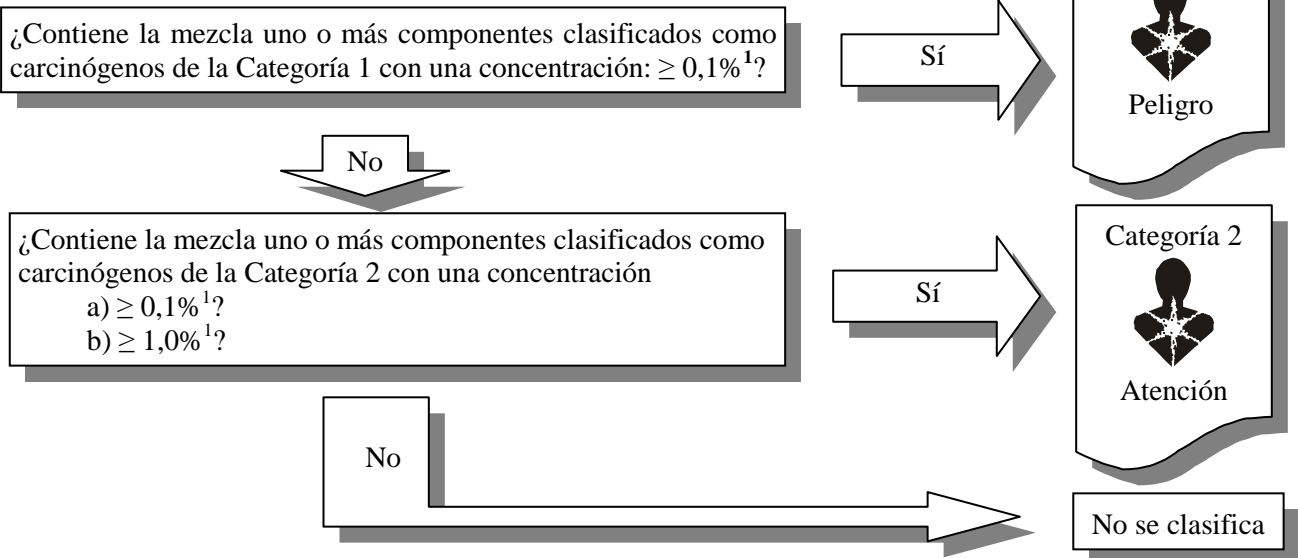 ¿Contiene la mezcla uno o más componentes clasificados como
carcinógenos de la Categoría 1 con una concentración: ≥ 0,1%¹?
Sí
Peligro
No
¿Contiene la mezcla uno o más componentes clasificados como
carcinógenos de la Categoría 2 con una concentración
a) ≥ 0,1%¹?
b) ≥ 1,0%¹?
Sí
Categoría 2
Atención
No
No se clasifica